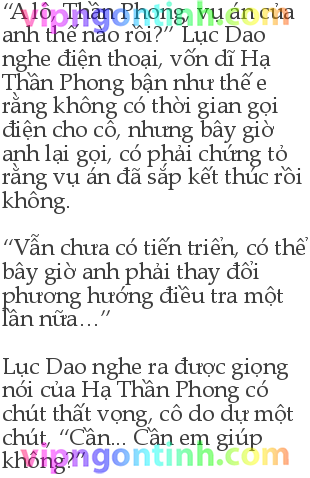 “A lô, Thần Phong, vụ án của
anh thế nào rồi?” Lục Dao
nghe điện thoại, vốn dĩ Hạ
Thần Phong bận như thế e
rằng không có thời gian gọi
điện cho cô, nhưng bây giờ
anh lại gọi, có phải chứng tỏ
rằng vụ án đã sắp kết thúc rồi
không.
“Vẫn chưa có tiến triển, có thể
bây giờ anh phải thay đổi
phương hướng điều tra một
lần nữa…”
Lục Dao nghe ra được giọng
nói của Hạ Thần Phong có
chút thất vọng, cô do dự một
chút, “Cần... Cần em giúp
không?”
vipngontinh.com
vipngontinh.com